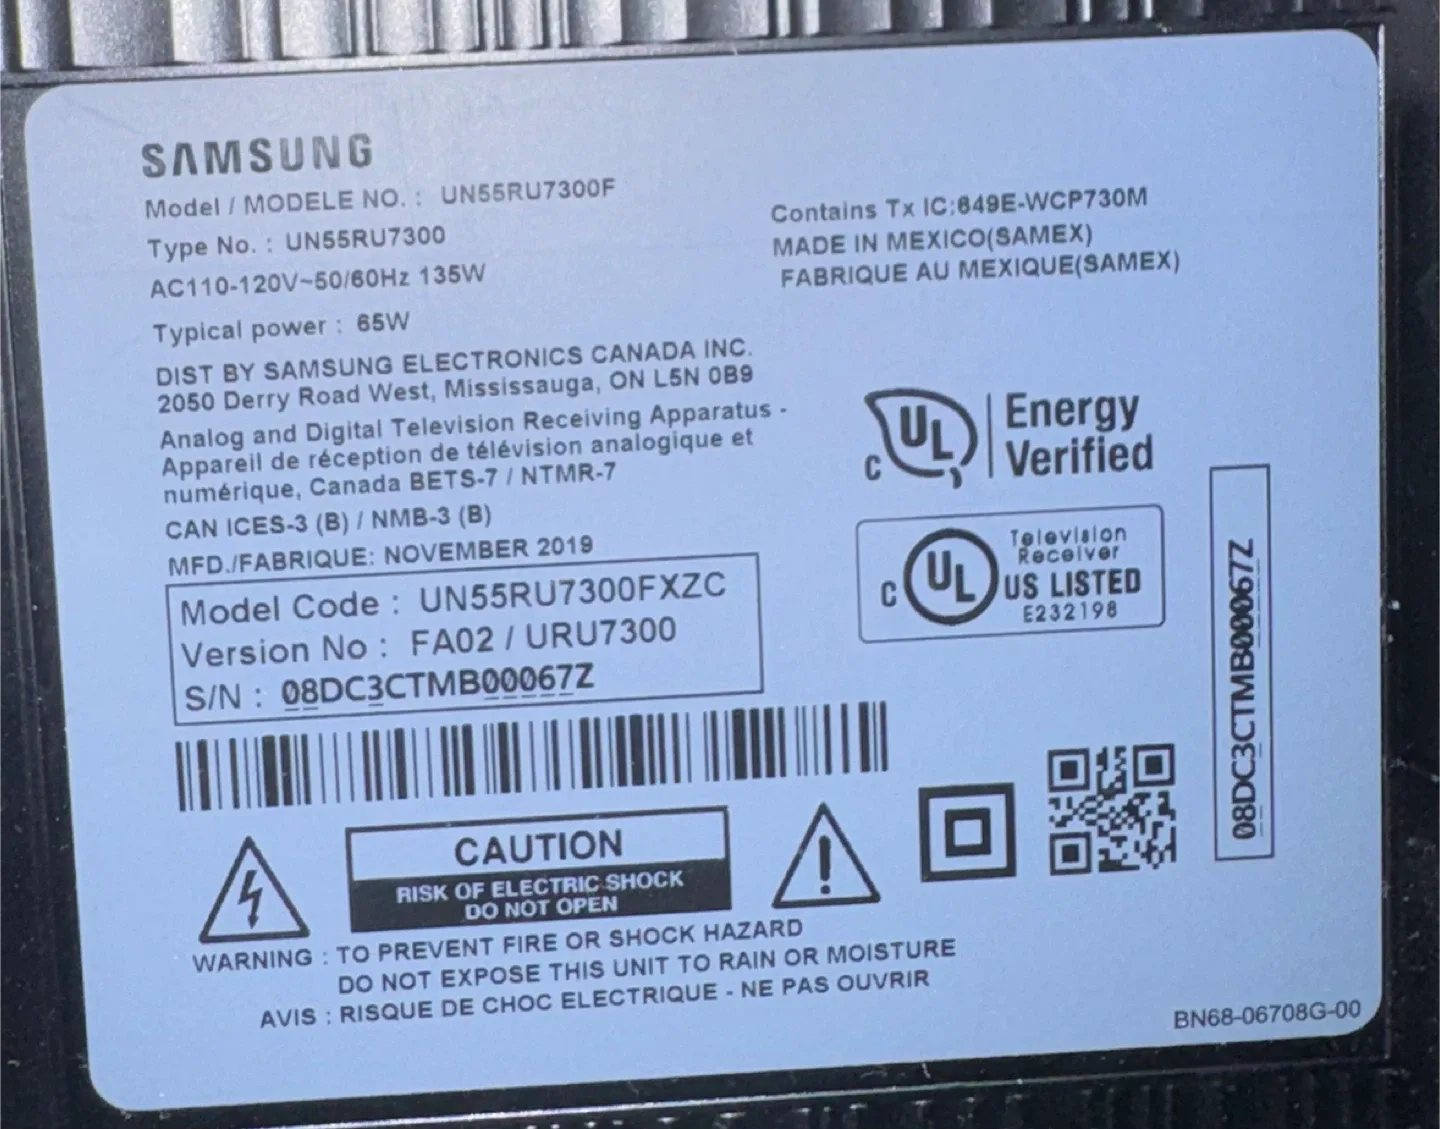 SAMSUNG
Model / MODELE NO. : UN55RU7300F
Type No. : UN55RU7300
AC110-120V~50/60Hz 135W
Typical power : 65W
DIST BY SAMSUNG ELECTRONICS CANADA INC.
2050 Derry Road West, Mississauga, ON L5N 0B9
Analog and Digital Television Receiving Apparatus -
Appareil de réception de télévision analogique et
numérique, Canada BETS-7 / NTMR-7
CAN ICES-3 (B) / NMB-3 (B)
MFD./FABRIQUE: NOVEMBER 2019
Model Code : UN55RU7300FXZC
Version No : FA02 / URU7300
S/N : 08DC3CTMB00067Z
Contains Tx IC:649E-WCP730M
MADE IN MEXICO(SAMEX)
FABRIQUE AU MEXIQUE(SAMEX)
C UL Energy
Verified
C UL Television
Receiver
US LISTED
E232198
08DC3CTMB00067Z
CAUTION
RISK OF ELECTRIC SHOCK
DO NOT OPEN
WARNING : TO PREVENT FIRE OR SHOCK HAZARD
DO NOT EXPOSE THIS UNIT TO RAIN OR MOISTURE
AVIS : RISQUE DE CHOC ELECTRIQUE - NE PAS OUVRIR
BN68-06708G-00